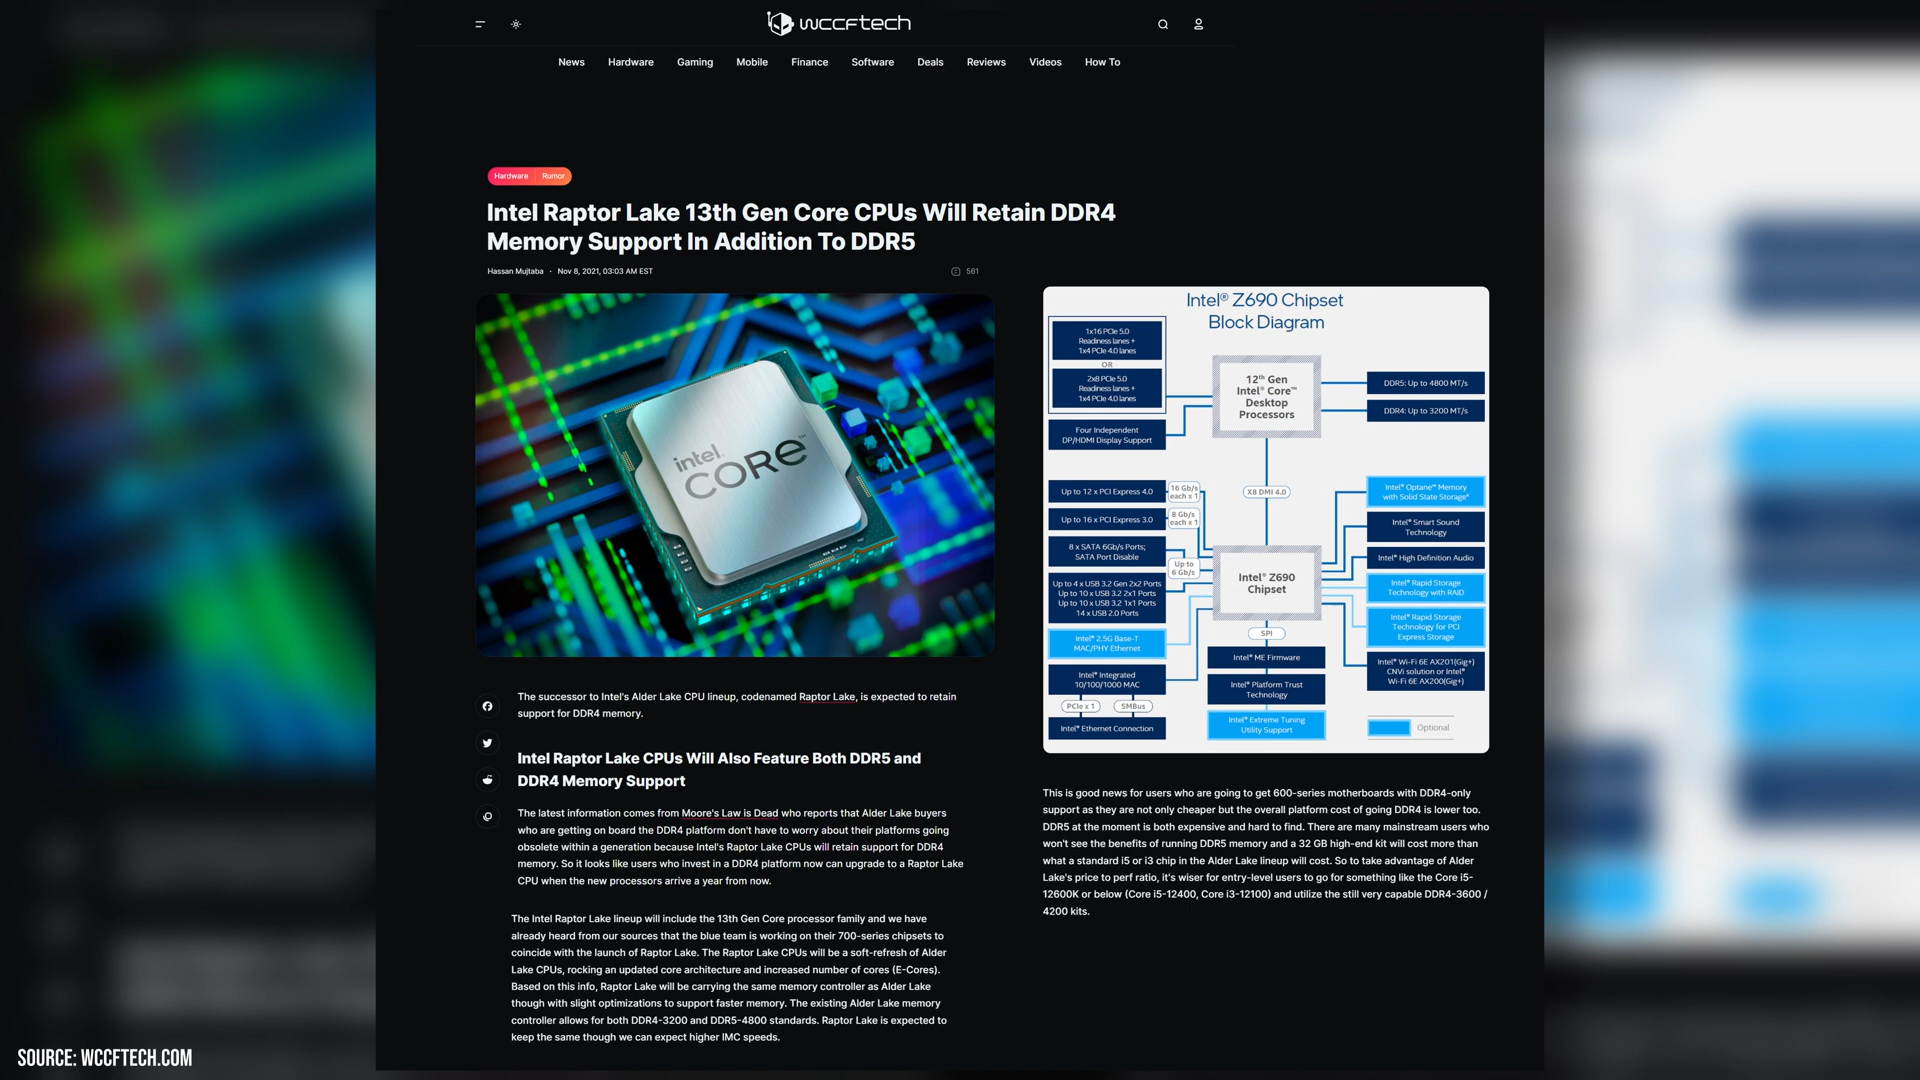 WCCFTECH
News Hardware Gaming Mobile Finance Software Deals Reviews Videos How To
Hardware Rumor
Intel Raptor Lake 13th Gen Core CPUs Will Retain DDR4
Memory Support In Addition To DDR5
Hassan Mujtaba · Nov 8, 2021, 03:03 AM EST
561
intel
CORE™
The successor to Intel's Alder Lake CPU lineup, codenamed Raptor Lake, is expected to retain
support for DDR4 memory.
Intel Raptor Lake CPUs Will Also Feature Both DDR5 and
DDR4 Memory Support
The latest information comes from Moore's Law is Dead who reports that Alder Lake buyers
who are getting on board the DDR4 platform don't have to worry about their platforms going
obsolete within a generation because Intel's Raptor Lake CPUs will retain support for DDR4
memory. So it looks like users who invest in a DDR4 platform now can upgrade to a Raptor Lake
CPU when the new processors arrive a year from now.
The Intel Raptor Lake lineup will include the 13th Gen Core processor family and we have
already heard from our sources that the blue team is working on their 700-series chipsets to
coincide with the launch of Raptor Lake. The Raptor Lake CPUs will be a soft-refresh of Alder
Lake CPUs, rocking an updated core architecture and increased number of cores (E-Cores).
Based on this info, Raptor Lake will be carrying the same memory controller as Alder Lake
though with slight optimizations to support faster memory. The existing Alder Lake memory
controller allows for both DDR4-3200 and DDR5-4800 standards. Raptor Lake is expected to
keep the same though we can expect higher IMC speeds.
Intel® Z690 Chipset
Block Diagram
1x16 PCIe 5.0
Readiness lanes +
1x4 PCIe 4.0 lanes
OR
2x8 PCIe 5.0
Readiness lanes +
1x4 PCIe 4.0 lanes
Four Independent
DP/HDMI Display Support
12th Gen
Intel® Core™
Desktop
Processors
DDR5: Up to 4800 MT/s
DDR4: Up to 3200 MT/s
X8 DMI 4.0
Up to 12 x PCI Express 4.0
16 Gb/s
each x 1
Up to 16 x PCI Express 3.0
8 Gb/s
each x 1
8 x SATA 6Gb/s Ports;
SATA Port Disable
Up to
6 Gb/s
Up to 4 x USB 3.2 Gen 2x2 Ports
Up to 10 x USB 3.2 2x1 Ports
Up to 10 x USB 3.2 1x1 Ports
14 x USB 2.0 Ports
Intel® 2.5G Base-T
MAC/PHY Ethernet
Intel® Integrated
10/100/1000 MAC
PCIe x 1
SMBus
Intel® Ethernet Connection
Intel® Z690
Chipset
SPI
Intel® ME Firmware
Intel® Platform Trust
Technology
Intel® Extreme Tuning
Utility Support
Intel® Optane™ Memory
with Solid State Storage⁶
Intel® Smart Sound
Technology
Intel® High Definition Audio
Intel® Rapid Storage
Technology with RAID
Intel® Rapid Storage
Technology for PCI
Express Storage
Intel® Wi-Fi 6E AX201(Gig+)
CNVi solution or Intel®
Wi-Fi 6E AX200(Gig+)
Optional
This is good news for users who are going to get 600-series motherboards with DDR4-only
support as they are not only cheaper but the overall platform cost of going DDR4 is lower too.
DDR5 at the moment is both expensive and hard to find. There are many mainstream users who
won't see the benefits of running DDR5 memory and a 32 GB high-end kit will cost more than
what a standard i5 or i3 chip in the Alder Lake lineup will cost. So to take advantage of Alder
Lake's price to perf ratio, it's wiser for entry-level users to go for something like the Core i5-
12600K or below (Core i5-12400, Core i3-12100) and utilize the still very capable DDR4-3600 /
4200 kits.
SOURCE: WCCFTECH.COM